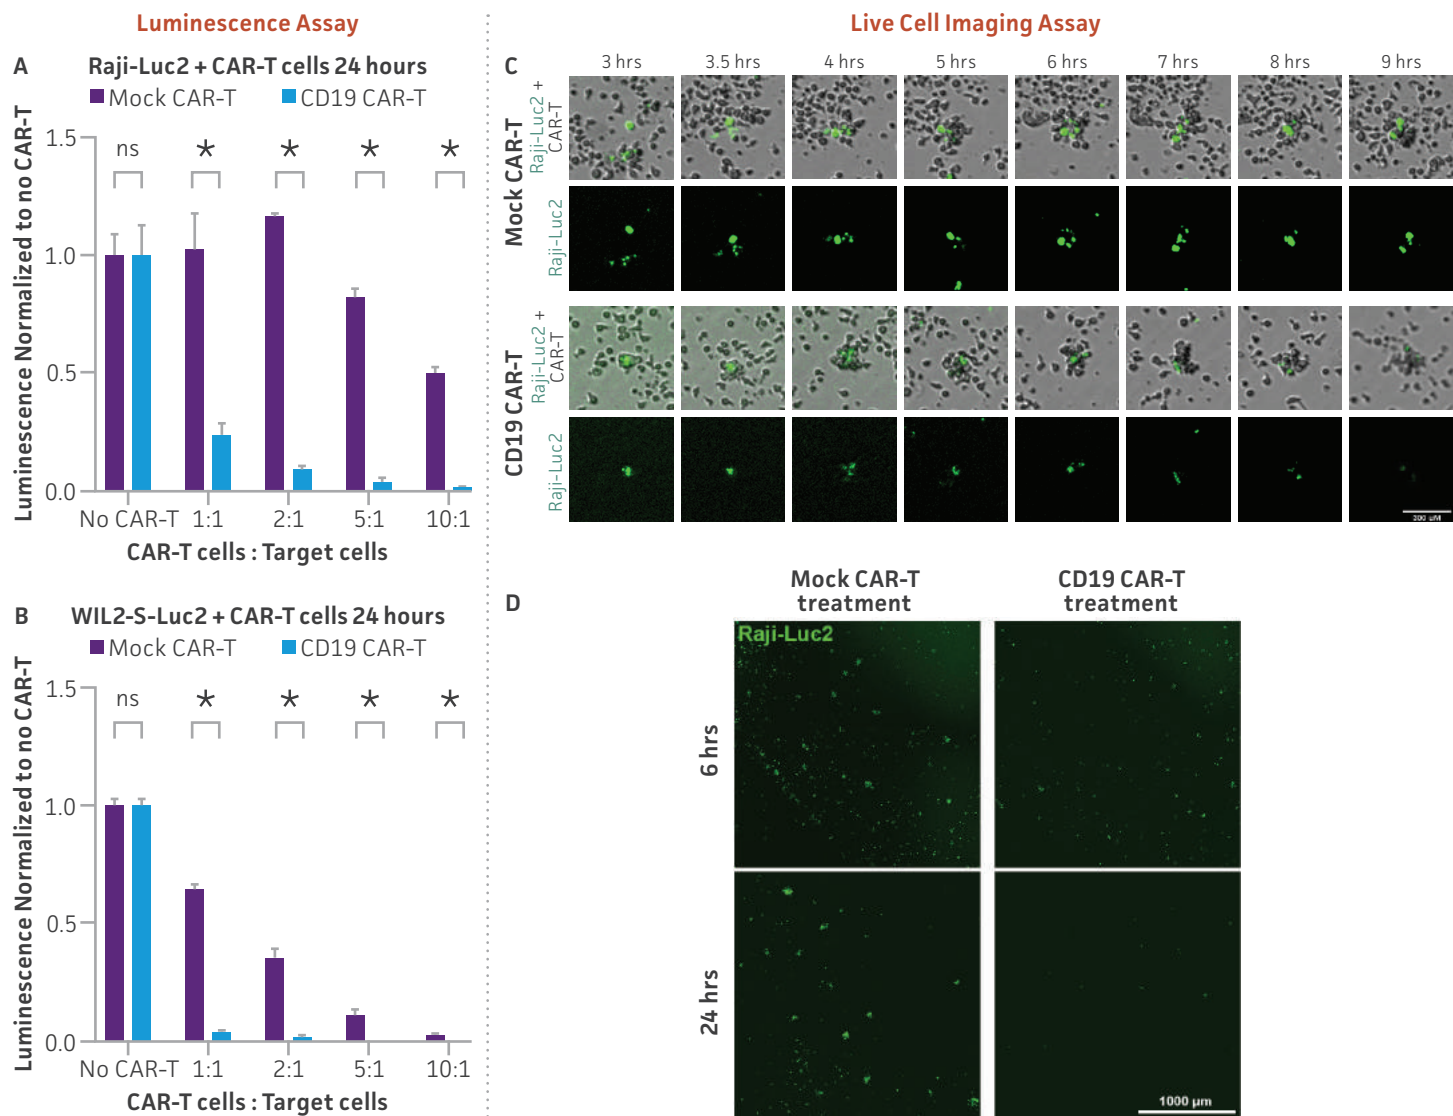 Luminescence Assay
A
Raji-Luc2 + CAR-T cells 24 hours
Mock CAR-T
CD19 CAR-T
Luminescence Normalized to no CAR-T
1.5
1.0
0.5
0.0
ns
*
*
*
*
No CAR-T
1:1
2:1
5:1
10:1
CAR-T cells : Target cells
B
WIL2-S-Luc2 + CAR-T cells 24 hours
Mock CAR-T
CD19 CAR-T
Luminescence Normalized to no CAR-T
1.5
1.0
0.5
0.0
ns
*
*
*
*
No CAR-T
1:1
2:1
5:1
10:1
CAR-T cells : Target cells
Live Cell Imaging Assay
C
3 hrs
3.5 hrs
4 hrs
5 hrs
6 hrs
7 hrs
8 hrs
9 hrs
Mock CAR-T
Raji-Luc2 +
CAR-T
Raji-Luc2
CD19 CAR-T
Raji-Luc2 +
CAR-T
Raji-Luc2
200 µM
D
Mock CAR-T
treatment
CD19 CAR-T
treatment
Raji-Luc2
6 hrs
24 hrs
1000 µm